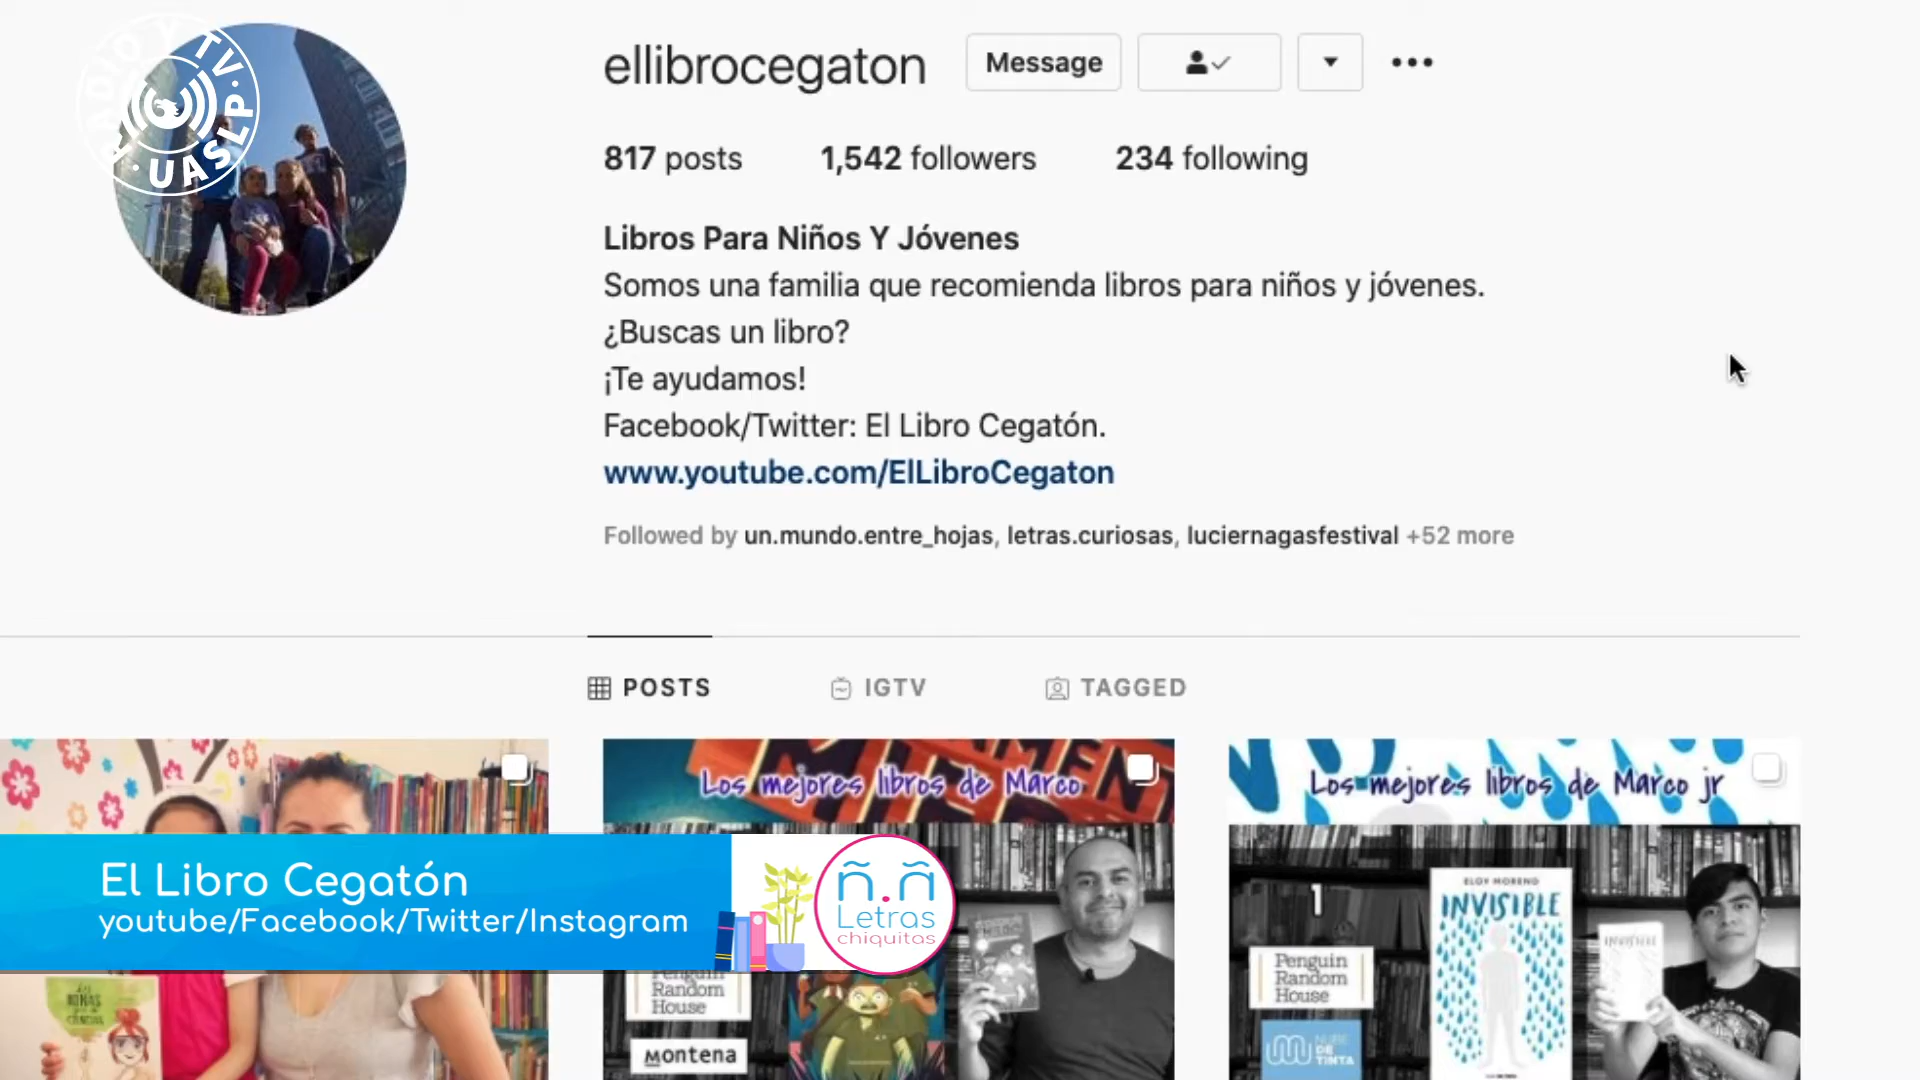 RADIO Y TV · UASLP ·
ellibrocegaton
Message
817 posts 1,542 followers 234 following
Libros Para Niños Y Jóvenes
Somos una familia que recomienda libros para niños y jóvenes.
¿Buscas un libro?
¡Te ayudamos!
Facebook/Twitter: El Libro Cegatón.
www.youtube.com/ElLibroCegaton
Followed by un.mundo.entre_hojas, letras.curiosas, luciernagasfestival +52 more
POSTS IGTV TAGGED
Los mejores libros de Marco
Los mejores libros de Marco jr
El Libro Cegatón
youtube/Facebook/Twitter/Instagram
ñ.ñ
Letras
chiquitas
Penguin
Random
House
Montena
1
ELOY MORENO
INVISIBLE
INVISIBLE
Penguin
Random
House
NUBE
DE TINTA